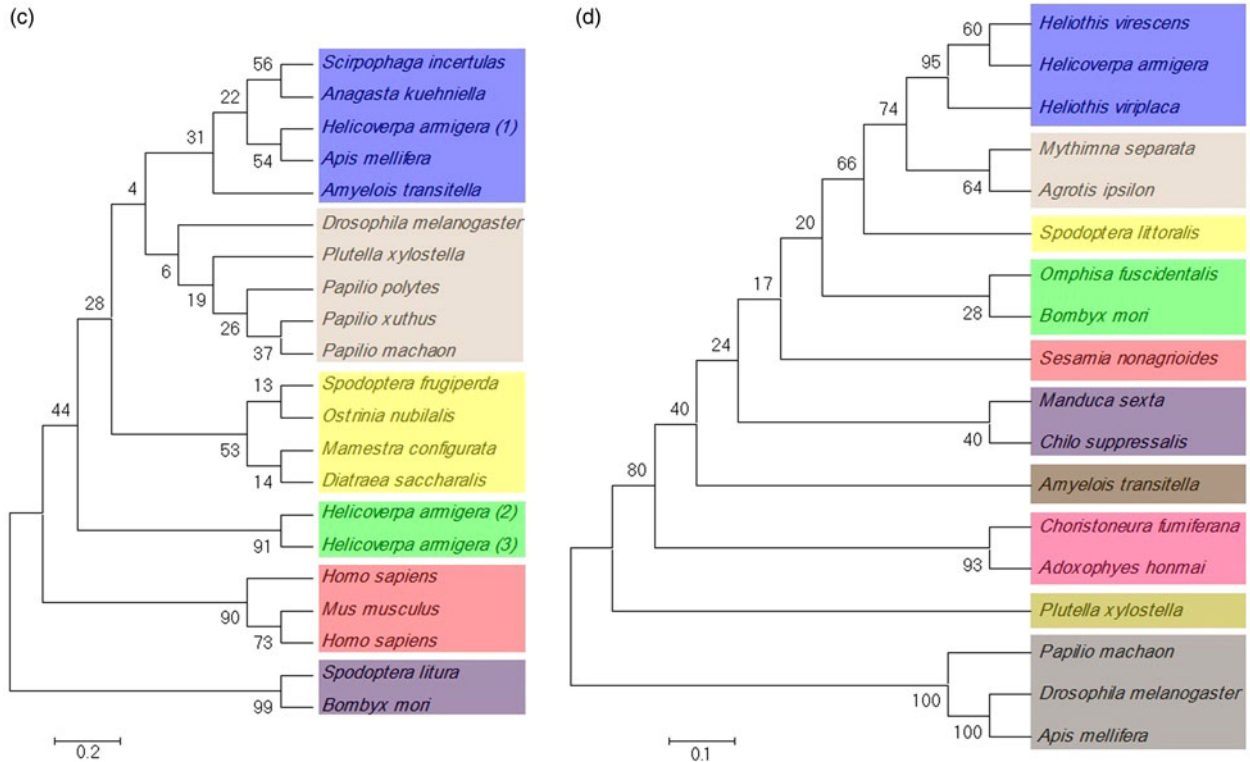 (c)
56
Scirpophaga incertulas
22
Anagasta kuehniella
31
Helicoverpa armigera (1)
54
Apis mellifera
4
Amyelois transitella
Drosophila melanogaster
6
Plutella xylostella
19
28
Papilio polytes
26
Papilio xuthus
37
Papilio machaon
13
Spodoptera frugiperda
44
Ostrinia nubilalis
53
Mamestra configurata
14
Diatraea saccharalis
Helicoverpa armigera (2)
91
Helicoverpa armigera (3)
Homo sapiens
90
Mus musculus
73
Homo sapiens
Spodoptera litura
99
Bombyx mori
0.2
(d)
60
Heliothis virescens
95
Helicoverpa armigera
74
Heliothis viriplaca
Mythimna separata
66
64
Agrotis ipsilon
20
Spodoptera littoralis
17
Omphisa fuscidentalis
28
Bombyx mori
24
Sesamia nonagrioides
40
Manduca sexta
40
Chilo suppressalis
80
Amyelois transitella
Choristoneura fumiferana
93
Adoxophyes honmai
Plutella xylostella
Papilio machaon
100
Drosophila melanogaster
100
Apis mellifera
0.1